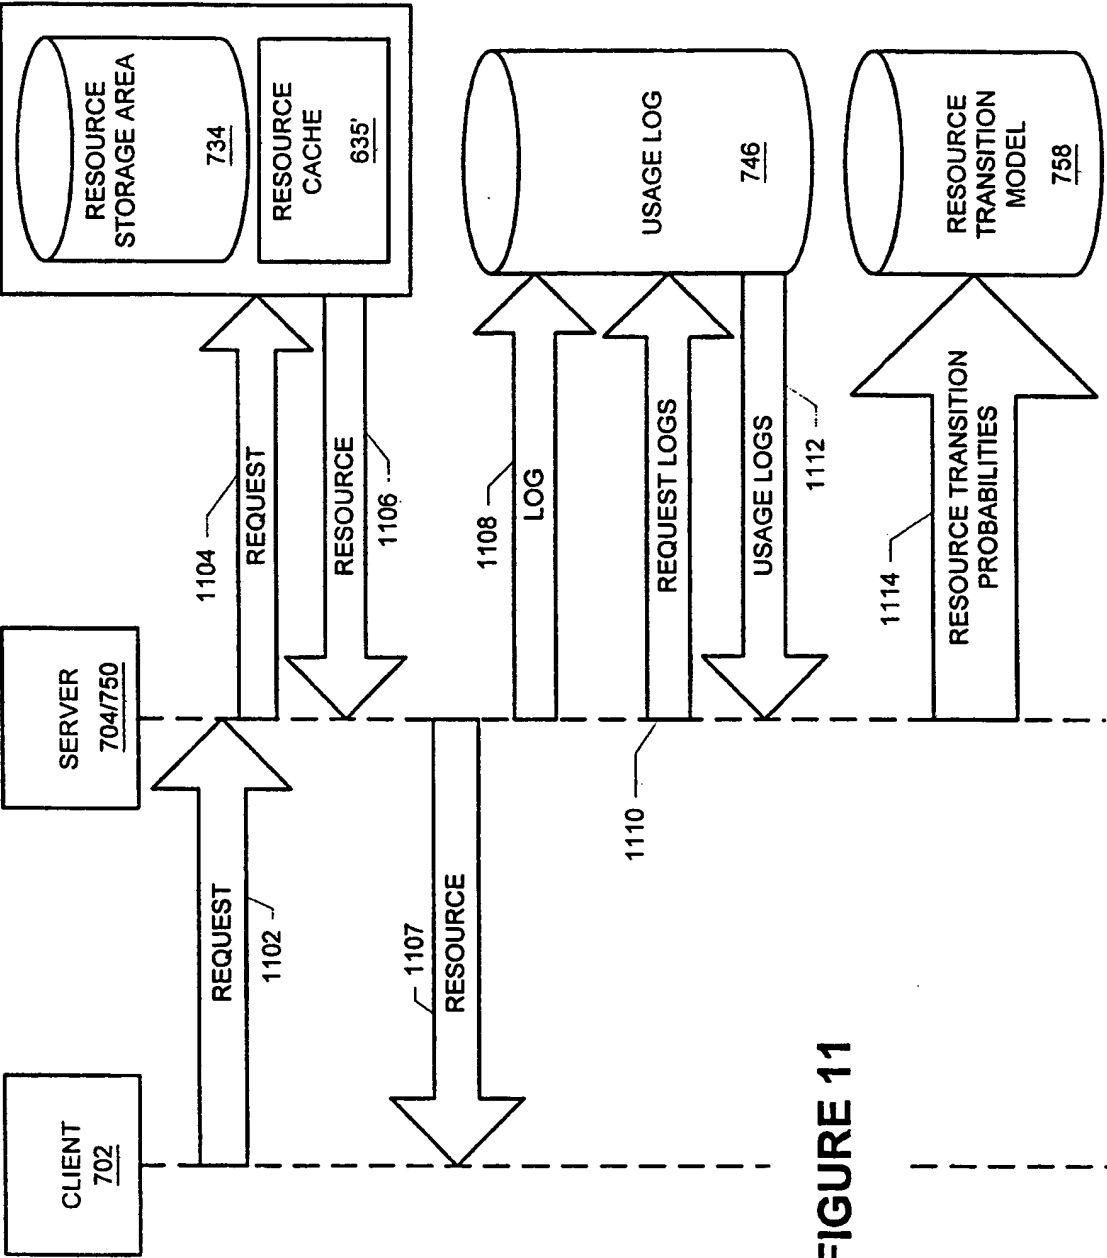 CLIENT
702
SERVER
704/750
RESOURCE
STORAGE AREA
734
RESOURCE
CACHE
635'
REQUEST
1102
1104
REQUEST
RESOURCE
1106
1107
RESOURCE
1108
LOG
USAGE LOG
746
1110
REQUEST LOGS
USAGE LOGS
1112
1114
RESOURCE TRANSITION
PROBABILITIES
RESOURCE
TRANSITION
MODEL
758
FIGURE 11